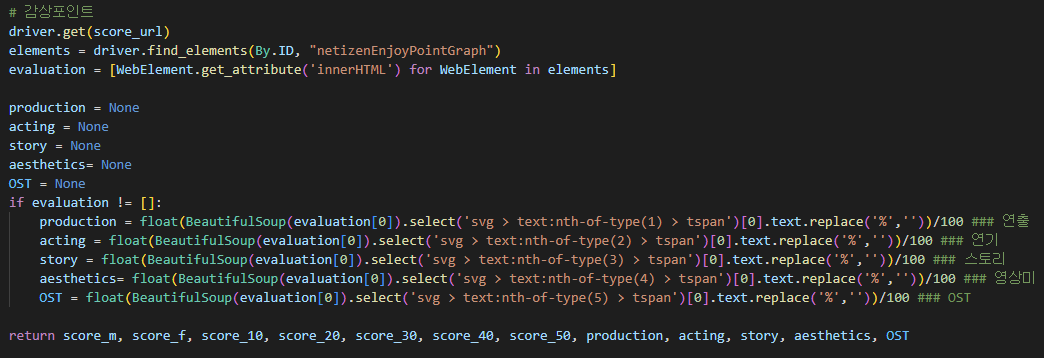 # 감상포인트
driver.get(score_url)
elements = driver.find_elements(By.ID, "netizenEnjoyPointGraph")
evaluation = [WebElement.get_attribute('innerHTML') for WebElement in elements]

production = None
acting = None
story = None
aesthetics= None
OST = None
if evaluation != []:
    production = float(BeautifulSoup(evaluation[0]).select('svg > text:nth-of-type(1) > tspan')[0].text.replace('%',''))/100 ### 연출
    acting = float(BeautifulSoup(evaluation[0]).select('svg > text:nth-of-type(2) > tspan')[0].text.replace('%',''))/100 ### 연기
    story = float(BeautifulSoup(evaluation[0]).select('svg > text:nth-of-type(3) > tspan')[0].text.replace('%',''))/100 ### 스토리
    aesthetics= float(BeautifulSoup(evaluation[0]).select('svg > text:nth-of-type(4) > tspan')[0].text.replace('%', ''))/100 ### 영상미
    OST = float(BeautifulSoup(evaluation[0]).select('svg > text:nth-of-type(5) > tspan')[0].text.replace('%',''))/100 ### OST

return score_m, score_f, score_10, score_20, score_30, score_40, score_50, production, acting, story, aesthetics, OST